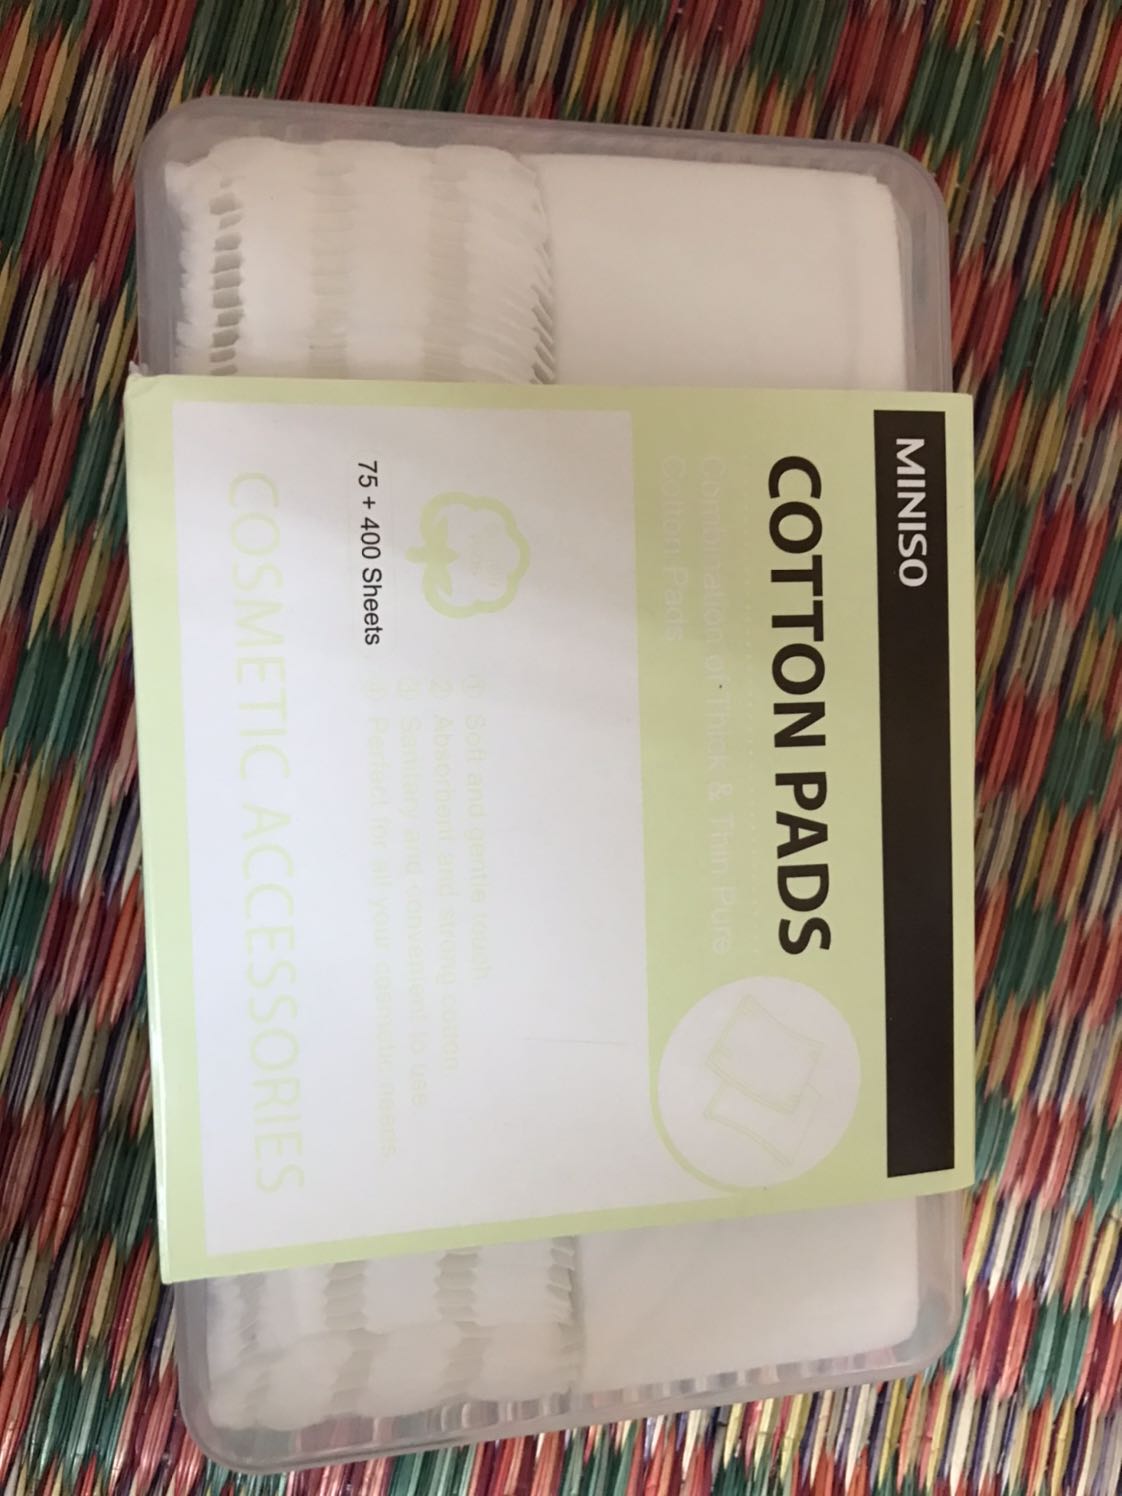 MINISO
COTTON PADS
Combination of Thick & Thin Pure
Cotton Pads
① Soft and gentle touch.
② Absorbent and strong cotton.
③ Sanitary and convenient to use.
④ Perfect for all your cosmetic needs.
75 + 400 Sheets
COSMETIC ACCESSORIES